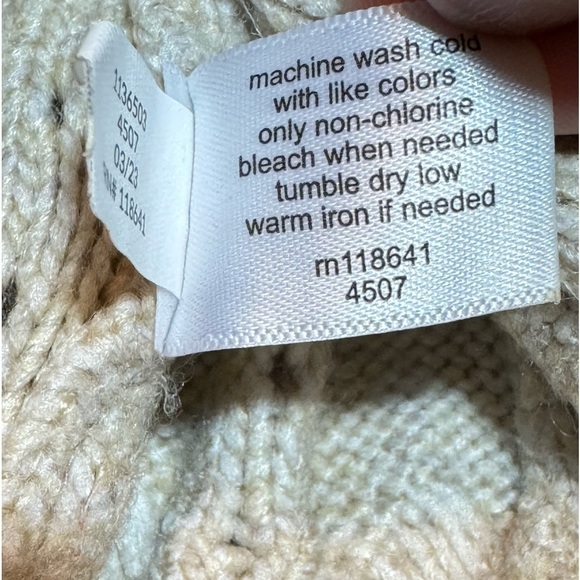 1136503
4507
03/23
RN# 118641
machine wash cold
with like colors
only non-chlorine
bleach when needed
tumble dry low
warm iron if needed
rn118641
4507